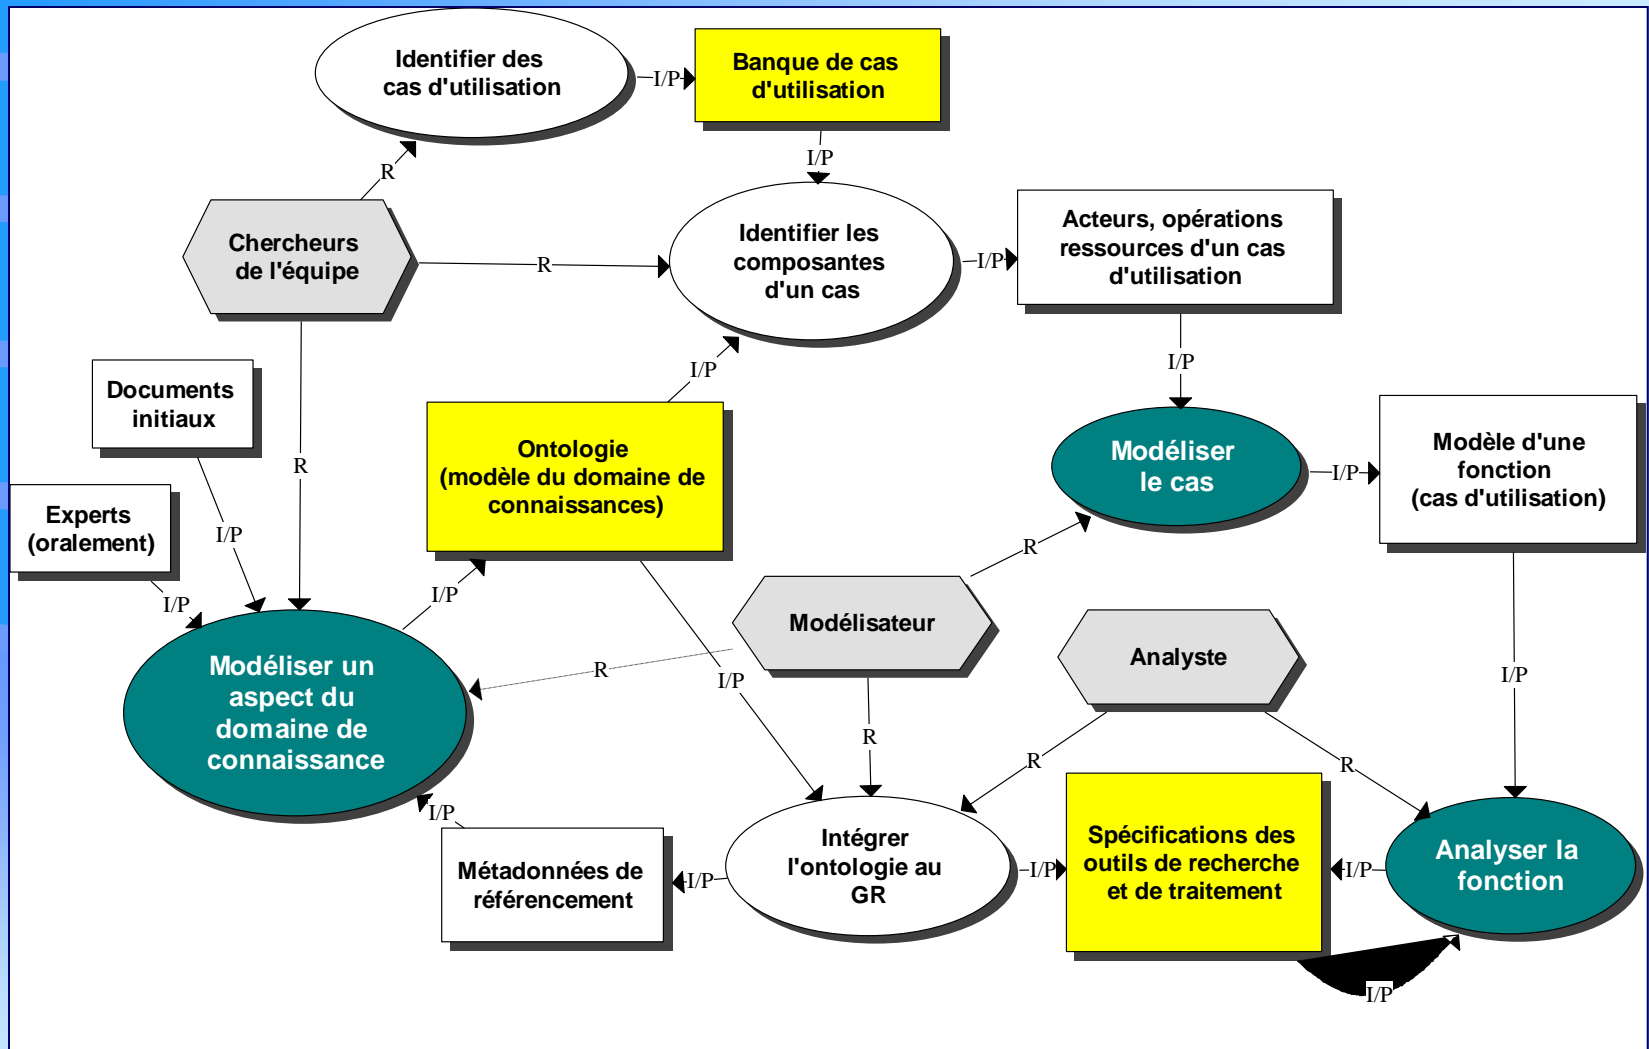 Identifier des
cas d'utilisation
I/P
Banque de cas
d'utilisation
I/P
R
Chercheurs
de l'équipe
R
Identifier les
composantes
d'un cas
I/P
Acteurs, opérations
ressources d'un cas
d'utilisation
I/P
I/P
Documents
initiaux
R
Ontologie
(modèle du domaine de
connaissances)
Modéliser
le cas
I/P
Modèle d'une
fonction
(cas d'utilisation)
Experts
(oralement)
I/P
I/P
I/P
R
Modélisateur
Analyste
Modéliser un
aspect du
domaine de
connaissance
R
I/P
I/P
R
R
R
I/P
Métadonnées de
référencement
I/P
Intégrer
l'ontologie au
GR
I/P
Spécifications des
outils de recherche
et de traitement
I/P
Analyser la
fonction
I/P